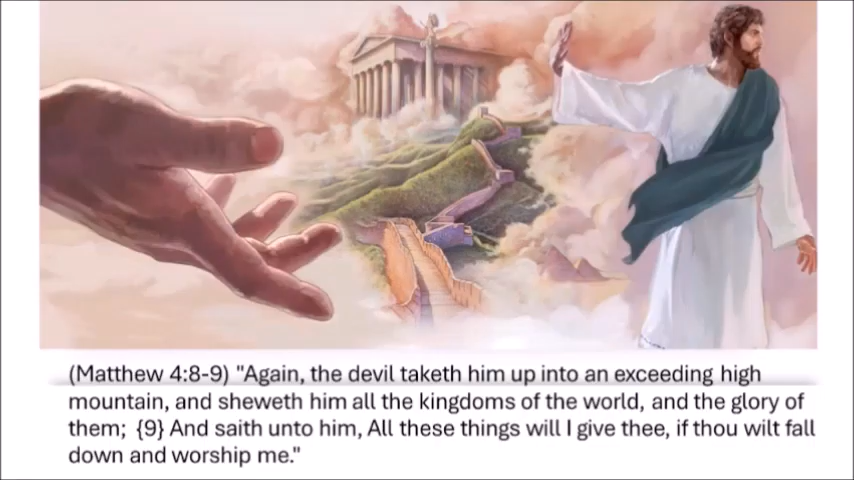 (Matthew 4:8-9) "Again, the devil taketh him up into an exceeding high
mountain, and sheweth him all the kingdoms of the world, and the glory of
them; {9} And saith unto him, All these things will I give thee, if thou wilt fall
down and worship me."